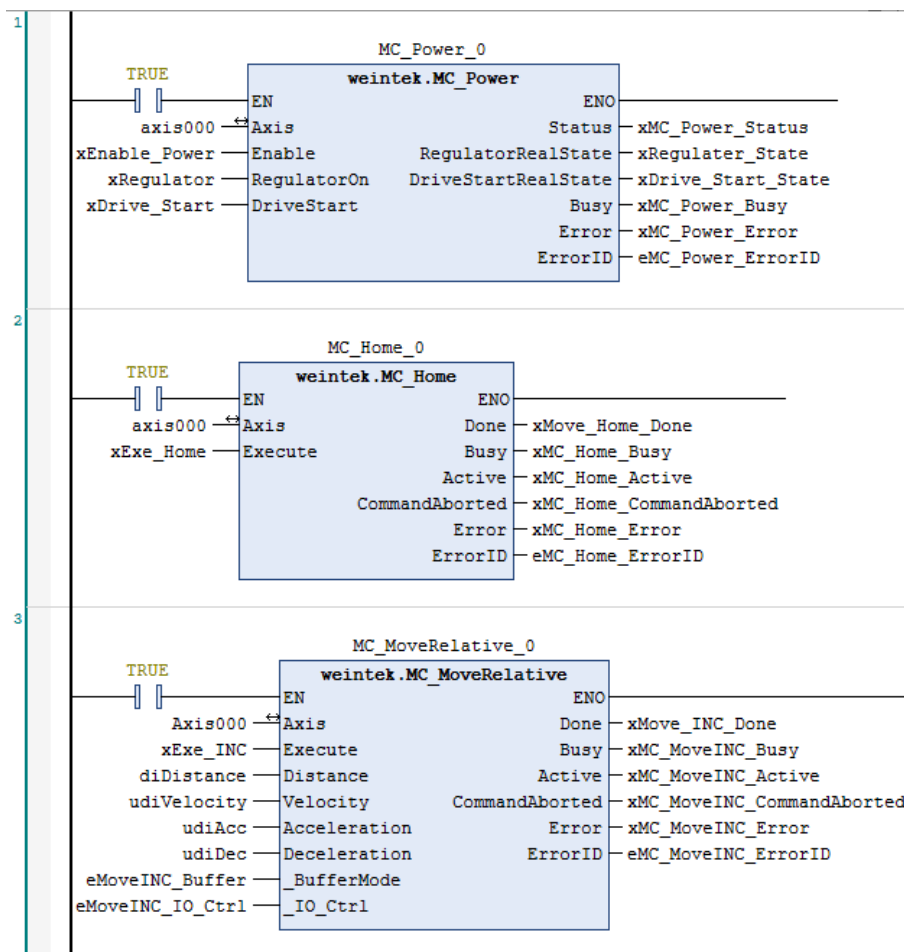 1
MC_Power_0
TRUE
weintek.MC_Power
EN ENO
axis000 Axis Status xMC_Power_Status
xEnable_Power Enable RegulatorRealState xRegulater_State
xRegulator RegulatorOn DriveStartRealState xDrive_Start_State
xDrive_Start DriveStart Busy xMC_Power_Busy
Error xMC_Power_Error
ErrorID eMC_Power_ErrorID
2
MC_Home_0
TRUE
weintek.MC_Home
EN ENO
axis000 Axis Done xMove_Home_Done
xExe_Home Execute Busy xMC_Home_Busy
Active xMC_Home_Active
CommandAborted xMC_Home_CommandAborted
Error xMC_Home_Error
ErrorID eMC_Home_ErrorID
3
MC_MoveRelative_0
TRUE
weintek.MC_MoveRelative
EN ENO
Axis000 Axis Done xMove_INC_Done
xExe_INC Execute Busy xMC_MoveINC_Busy
diDistance Distance Active xMC_MoveINC_Active
udiVelocity Velocity CommandAborted xMC_MoveINC_CommandAborted
udiAcc Acceleration Error xMC_MoveINC_Error
udiDec Deceleration ErrorID eMC_MoveINC_ErrorID
eMoveINC_Buffer _BufferMode
eMoveINC_IO_Ctrl _IO_Ctrl